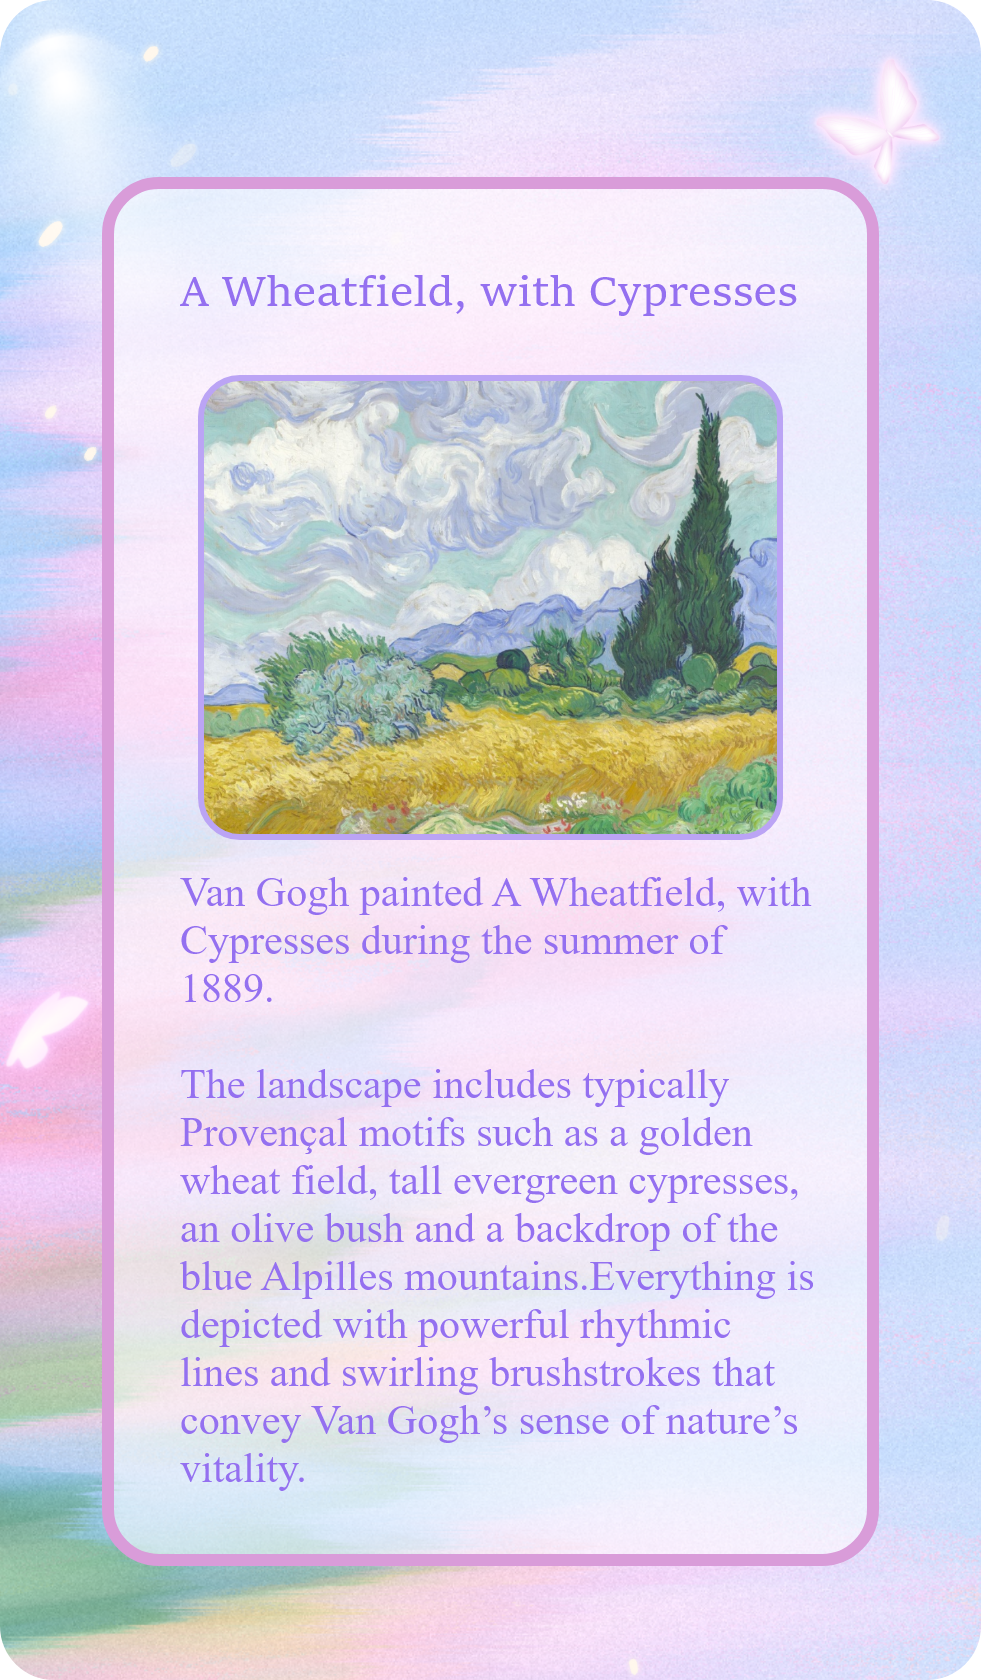 A Wheatfield, with Cypresses
Van Gogh painted A Wheatfield, with
Cypresses during the summer of
1889.
The landscape includes typically
Provençal motifs such as a golden
wheat field, tall evergreen cypresses,
an olive bush and a backdrop of the
blue Alpilles mountains.Everything is
depicted with powerful rhythmic
lines and swirling brushstrokes that
convey Van Gogh’s sense of nature’s
vitality.